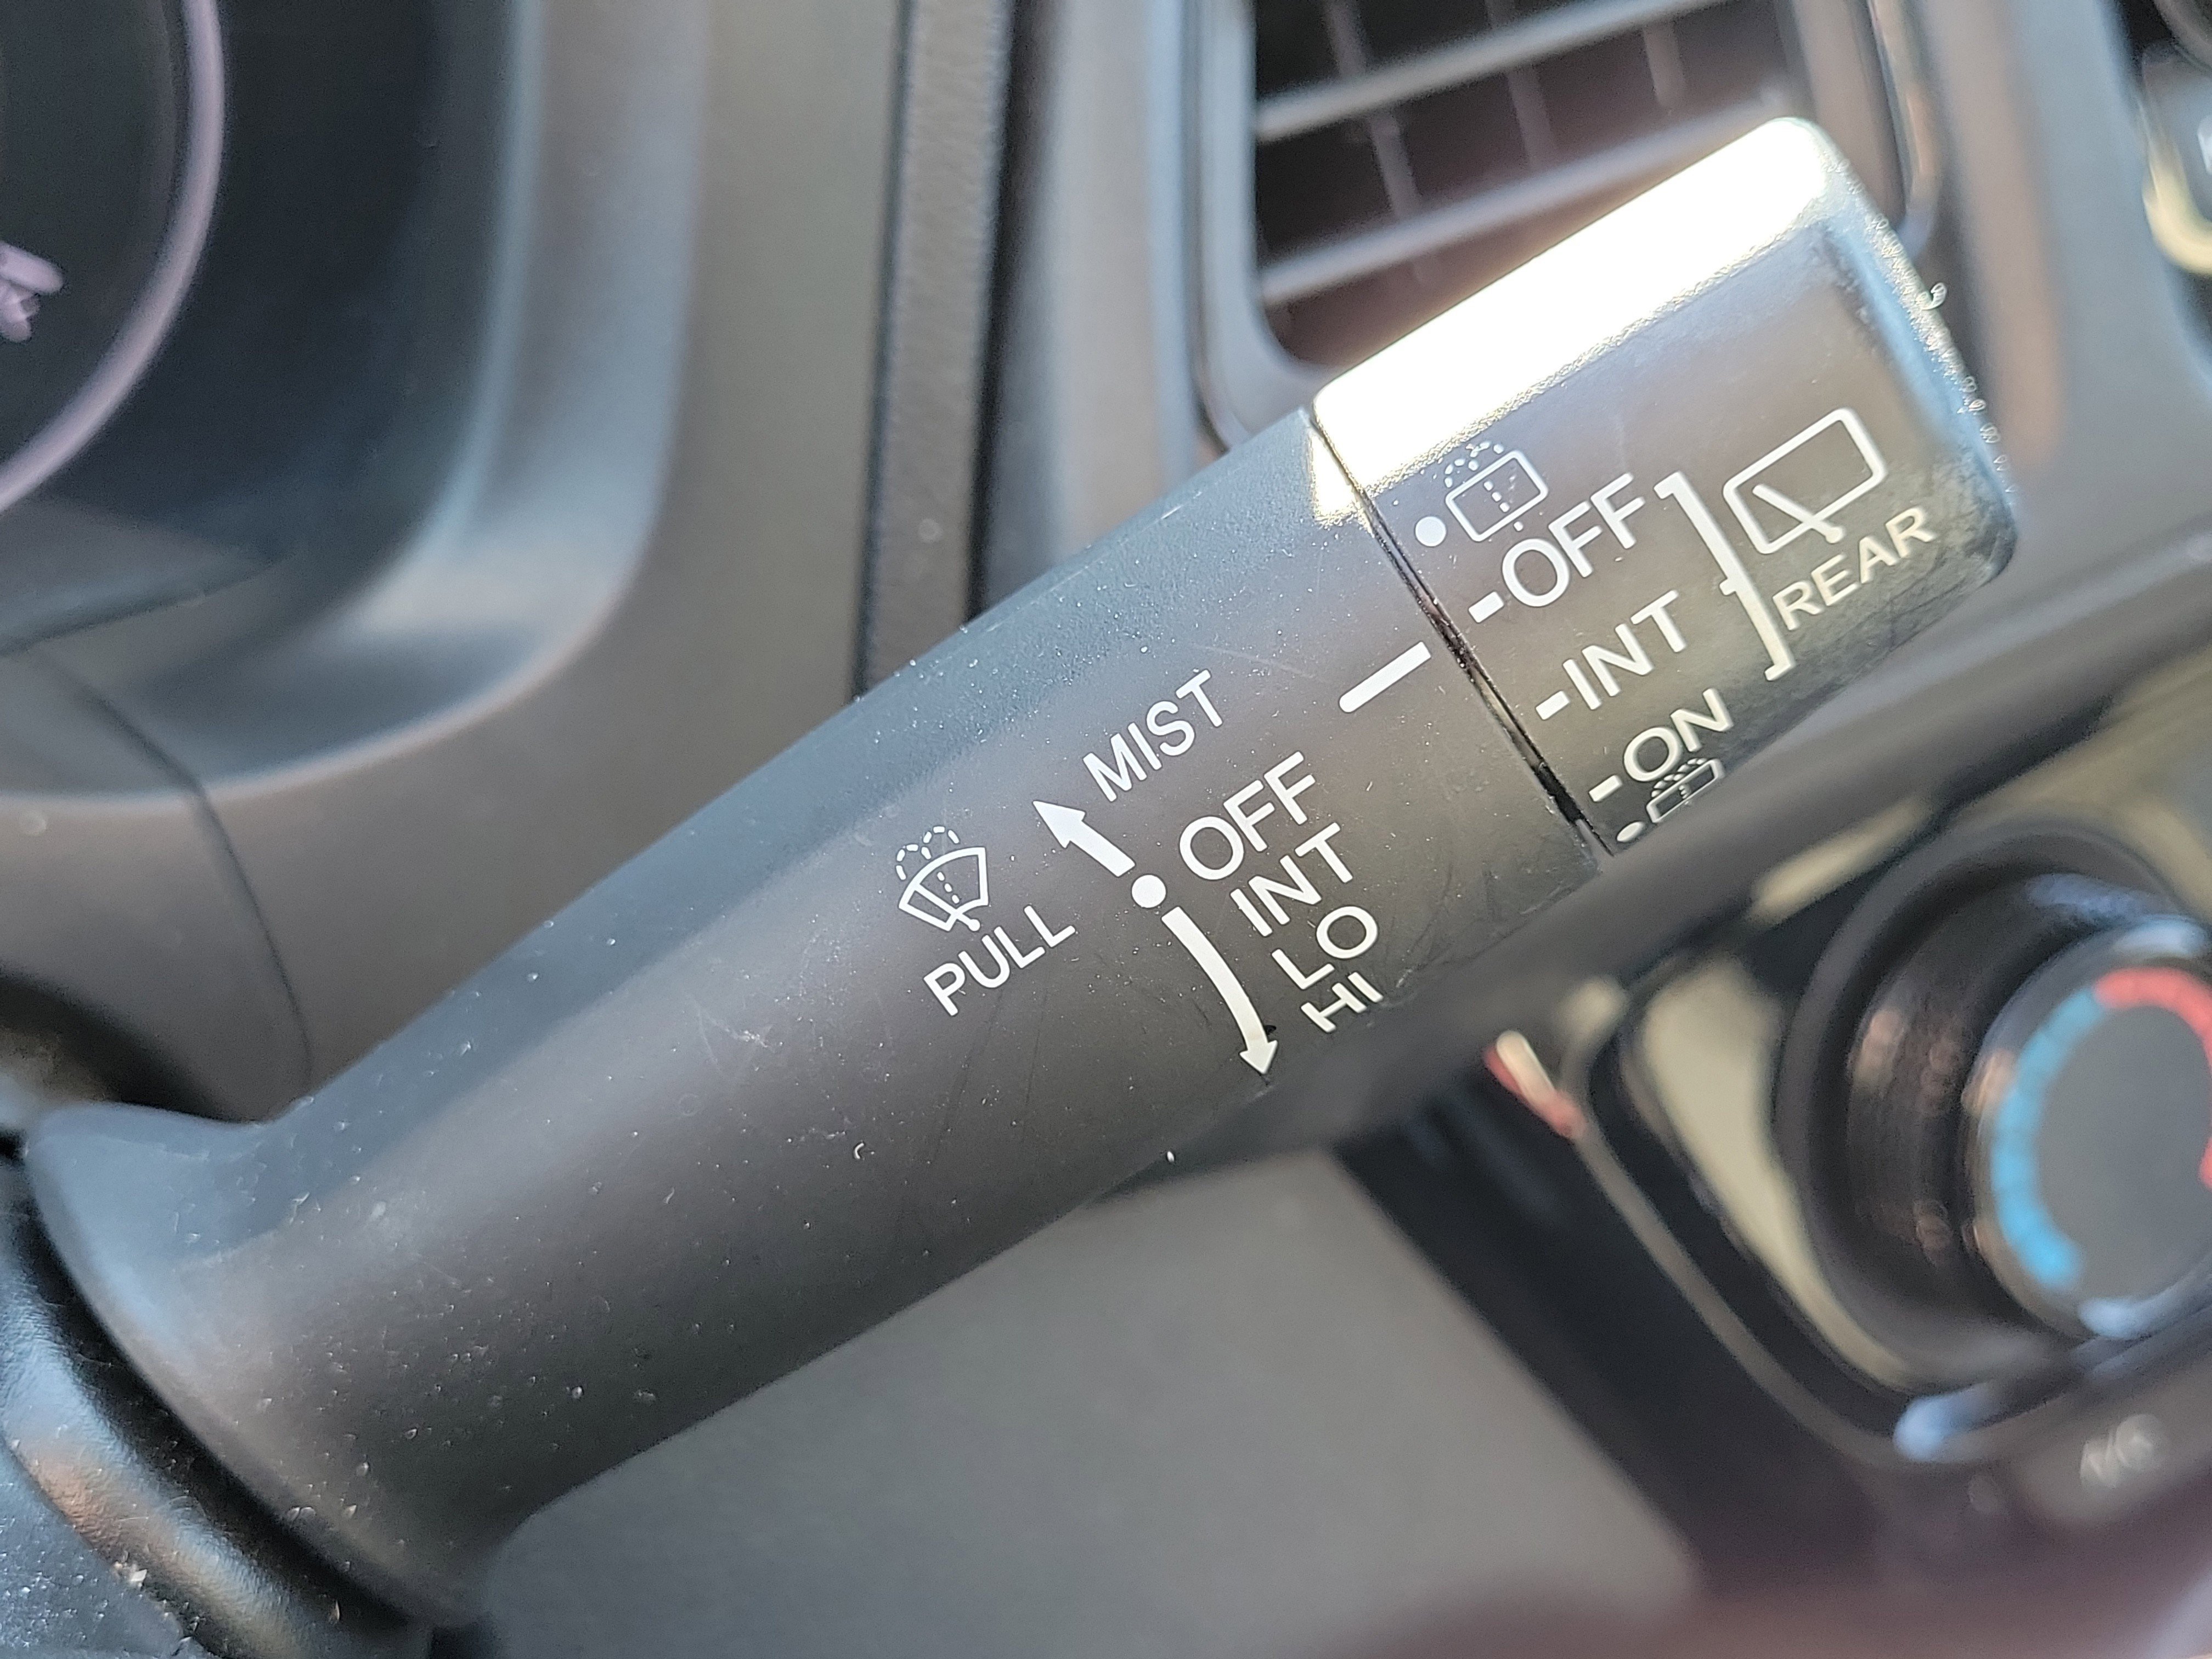 -OFF
-INT
-ON
REAR
MIST
OFF
INT
LO
HI
PULL